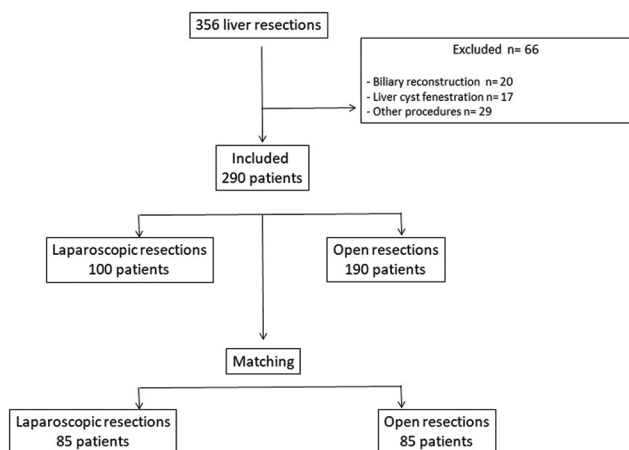 356 liver resections
Excluded n= 66
- Biliary reconstruction n= 20
- Liver cyst fenestration n= 17
- Other procedures n= 29
Included
290 patients
Laparoscopic resections
100 patients
Open resections
190 patients
Matching
Laparoscopic resections
85 patients
Open resections
85 patients